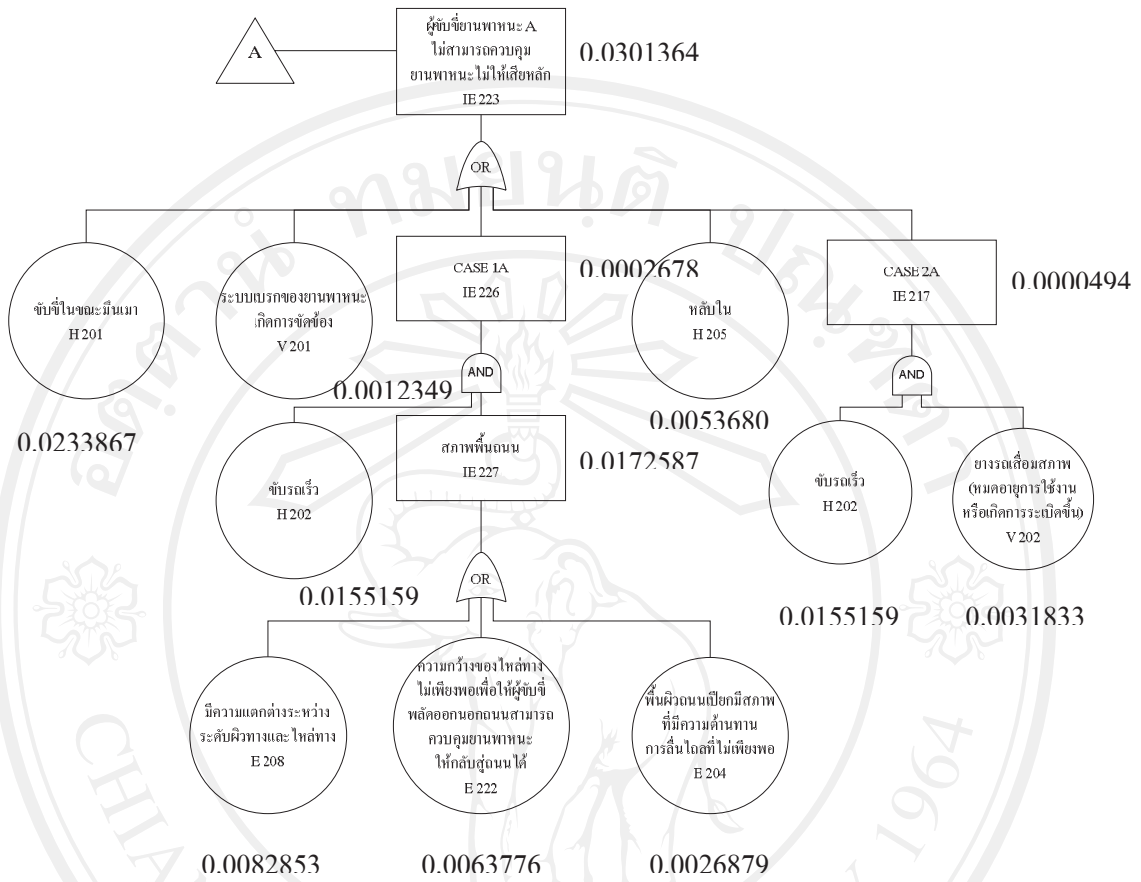 A
ผู้ขับขี่ยานพาหนะ A
ไม่สามารถควบคุม
ยานพาหนะไม่ให้เสียหลัก
IE 223
0.0301364
OR
ขับขี่ในขณะมึนเมา
H 201
0.0233867
ระบบเบรกของยานพาหนะ
เกิดการขัดข้อง
V 201
0.0012349
CASE 1A
IE 226
0.0002678
หลับใน
H 205
0.0053680
CASE 2A
IE 217
0.0000494
AND
ขับรถเร็ว
H 202
0.0155159
สภาพพื้นถนน
IE 227
0.0172587
AND
ขับรถเร็ว
H 202
0.0155159
ยางรถเสื่อมสภาพ
(หมดอายุการใช้งาน
หรือเกิดการระเบิดขึ้น)
V 202
0.0031833
OR
มีความแตกต่างระหว่าง
ระดับผิวทางและไหล่ทาง
E 208
0.0082853
ความกว้างของไหล่ทาง
ไม่เพียงพอเพื่อให้ผู้ขับขี่
พลัดออกนอกถนนสามารถ
ควบคุมยานพาหนะ
ให้กลับสู่ถนนได้
E 222
0.0063776
พื้นผิวถนนเปียกมีสภาพ
ที่มีความต้านทาน
การลื่นไถลที่ไม่เพียงพอ
E 204
0.0026879
1964